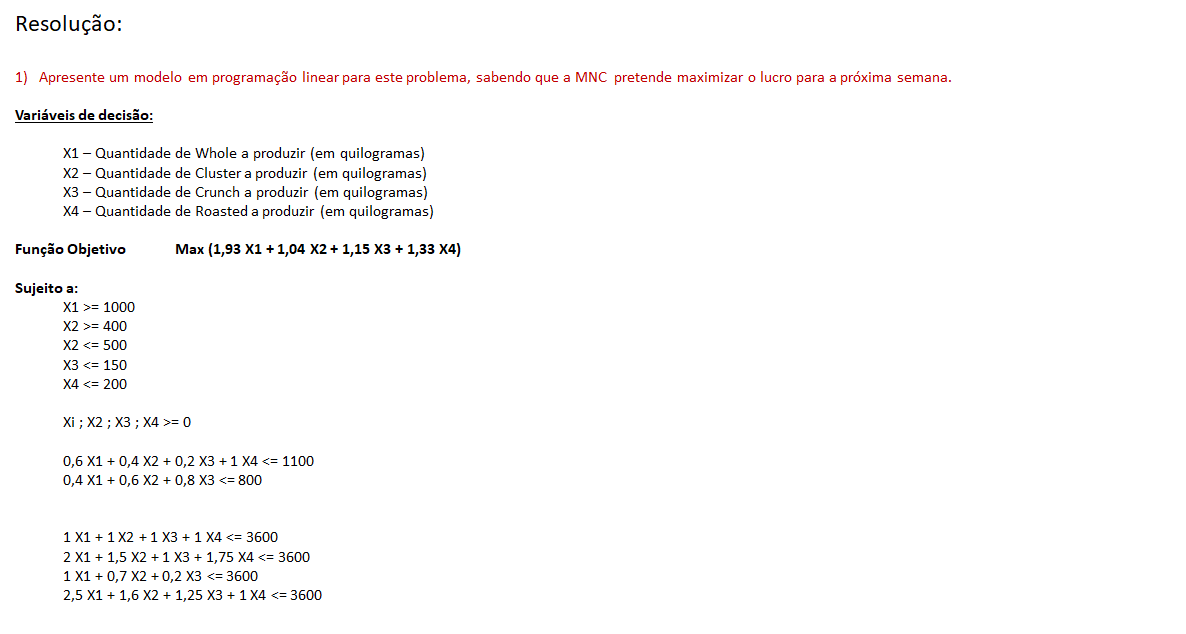 Resolução:
1) Apresente um modelo em programação linear para este problema, sabendo que a MNC pretende maximizar o lucro para a próxima semana.
Variáveis de decisão:
X1 – Quantidade de Whole a produzir (em quilogramas)
X2 – Quantidade de Cluster a produzir (em quilogramas)
X3 – Quantidade de Crunch a produzir (em quilogramas)
X4 – Quantidade de Roasted a produzir (em quilogramas)
Função Objetivo Max (1,93 X1 + 1,04 X2 + 1,15 X3 + 1,33 X4)
Sujeito a:
X1 >= 1000
X2 >= 400
X2 <= 500
X3 <= 150
X4 <= 200
Xi ; X2 ; X3 ; X4 >= 0
0,6 X1 + 0,4 X2 + 0,2 X3 + 1 X4 <= 1100
0,4 X1 + 0,6 X2 + 0,8 X3 <= 800
1 X1 + 1 X2 + 1 X3 + 1 X4 <= 3600
2 X1 + 1,5 X2 + 1 X3 + 1,75 X4 <= 3600
1 X1 + 0,7 X2 + 0,2 X3 <= 3600
2,5 X1 + 1,6 X2 + 1,25 X3 + 1 X4 <= 3600